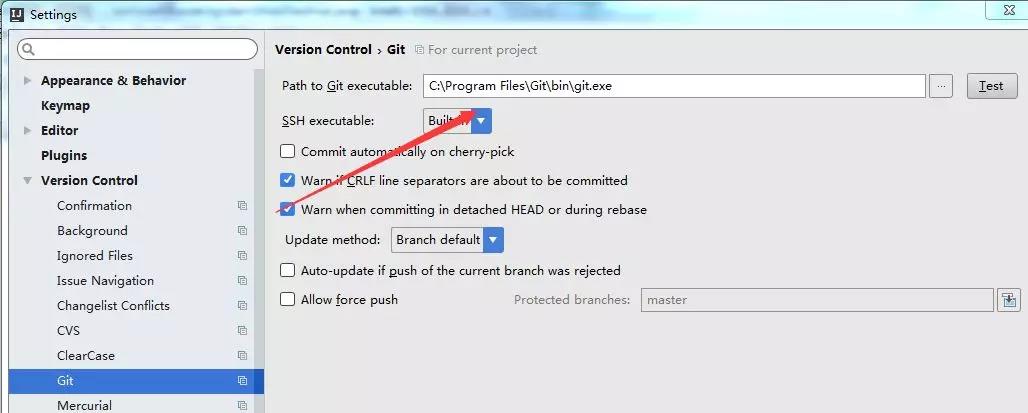 Settings
Version Control › Git For current project
Appearance & Behavior
Keymap
Editor
Plugins
Version Control
Confirmation
Background
Ignored Files
Issue Navigation
Changelist Conflicts
CVS
ClearCase
Git
Mercurial
Path to Git executable: C:\Program Files\Git\bin\git.exe ... Test
SSH executable:
Commit automatically on cherry-pick
Warn if CRLF line separators are about to be committed
Warn when committing in detached HEAD or during rebase
Update method: Branch default
Auto-update if push of the current branch was rejected
Allow force push Protected branches: master